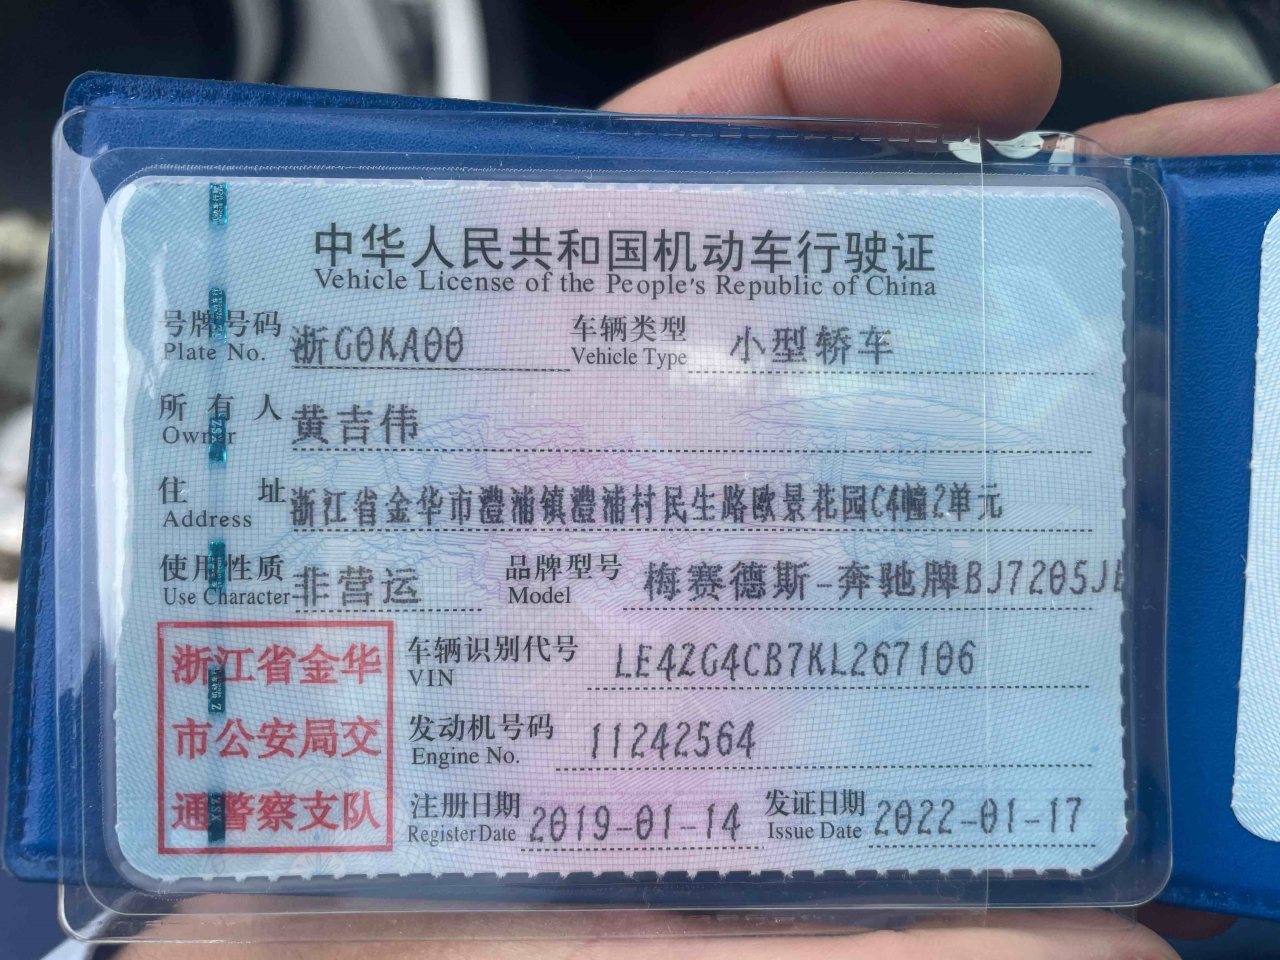 中华人民共和国机动车行驶证
Vehicle License of the People's Republic of China
号牌号码 浙G0KA00 车辆类型 小型轿车
Plate No. Vehicle Type
所有人 黄吉伟
Owner
住址 浙江省金华市澧浦镇澧浦村民生路欧景花园C4幢2单元
Address
使用性质 非营运 品牌型号 梅赛德斯-奔驰牌BJ7205J
Use Character Model
浙江省金华
市公安局交
通警察支队
车辆识别代号 LE4ZG4CB7KL267106
VIN
发动机号码 11242564
Engine No.
注册日期 2019-01-14 发证日期 2022-01-17
Register Date Issue Date